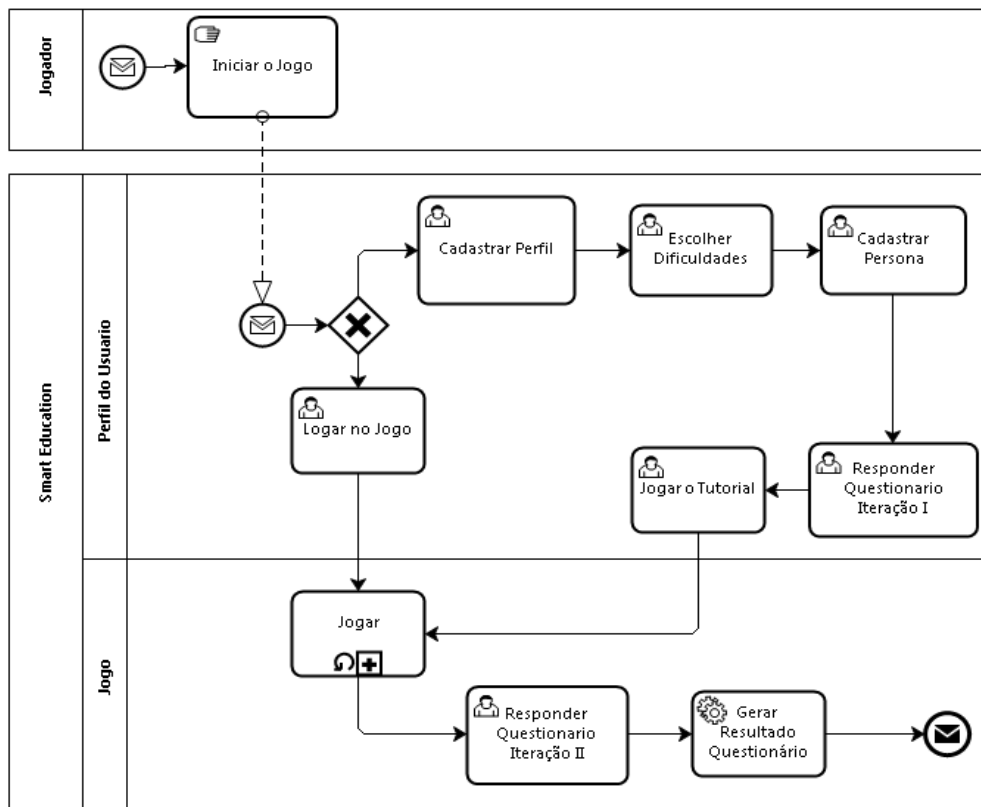 Jogador
Iniciar o Jogo
Smart Education
Perfil do Usuario
Cadastrar Perfil
Escolher
Dificuldades
Cadastrar
Persona
Logar no Jogo
Jogar o Tutorial
Responder
Questionario
Iteração I
Jogo
Jogar
Responder
Questionario
Iteração II
Gerar
Resultado
Questionário